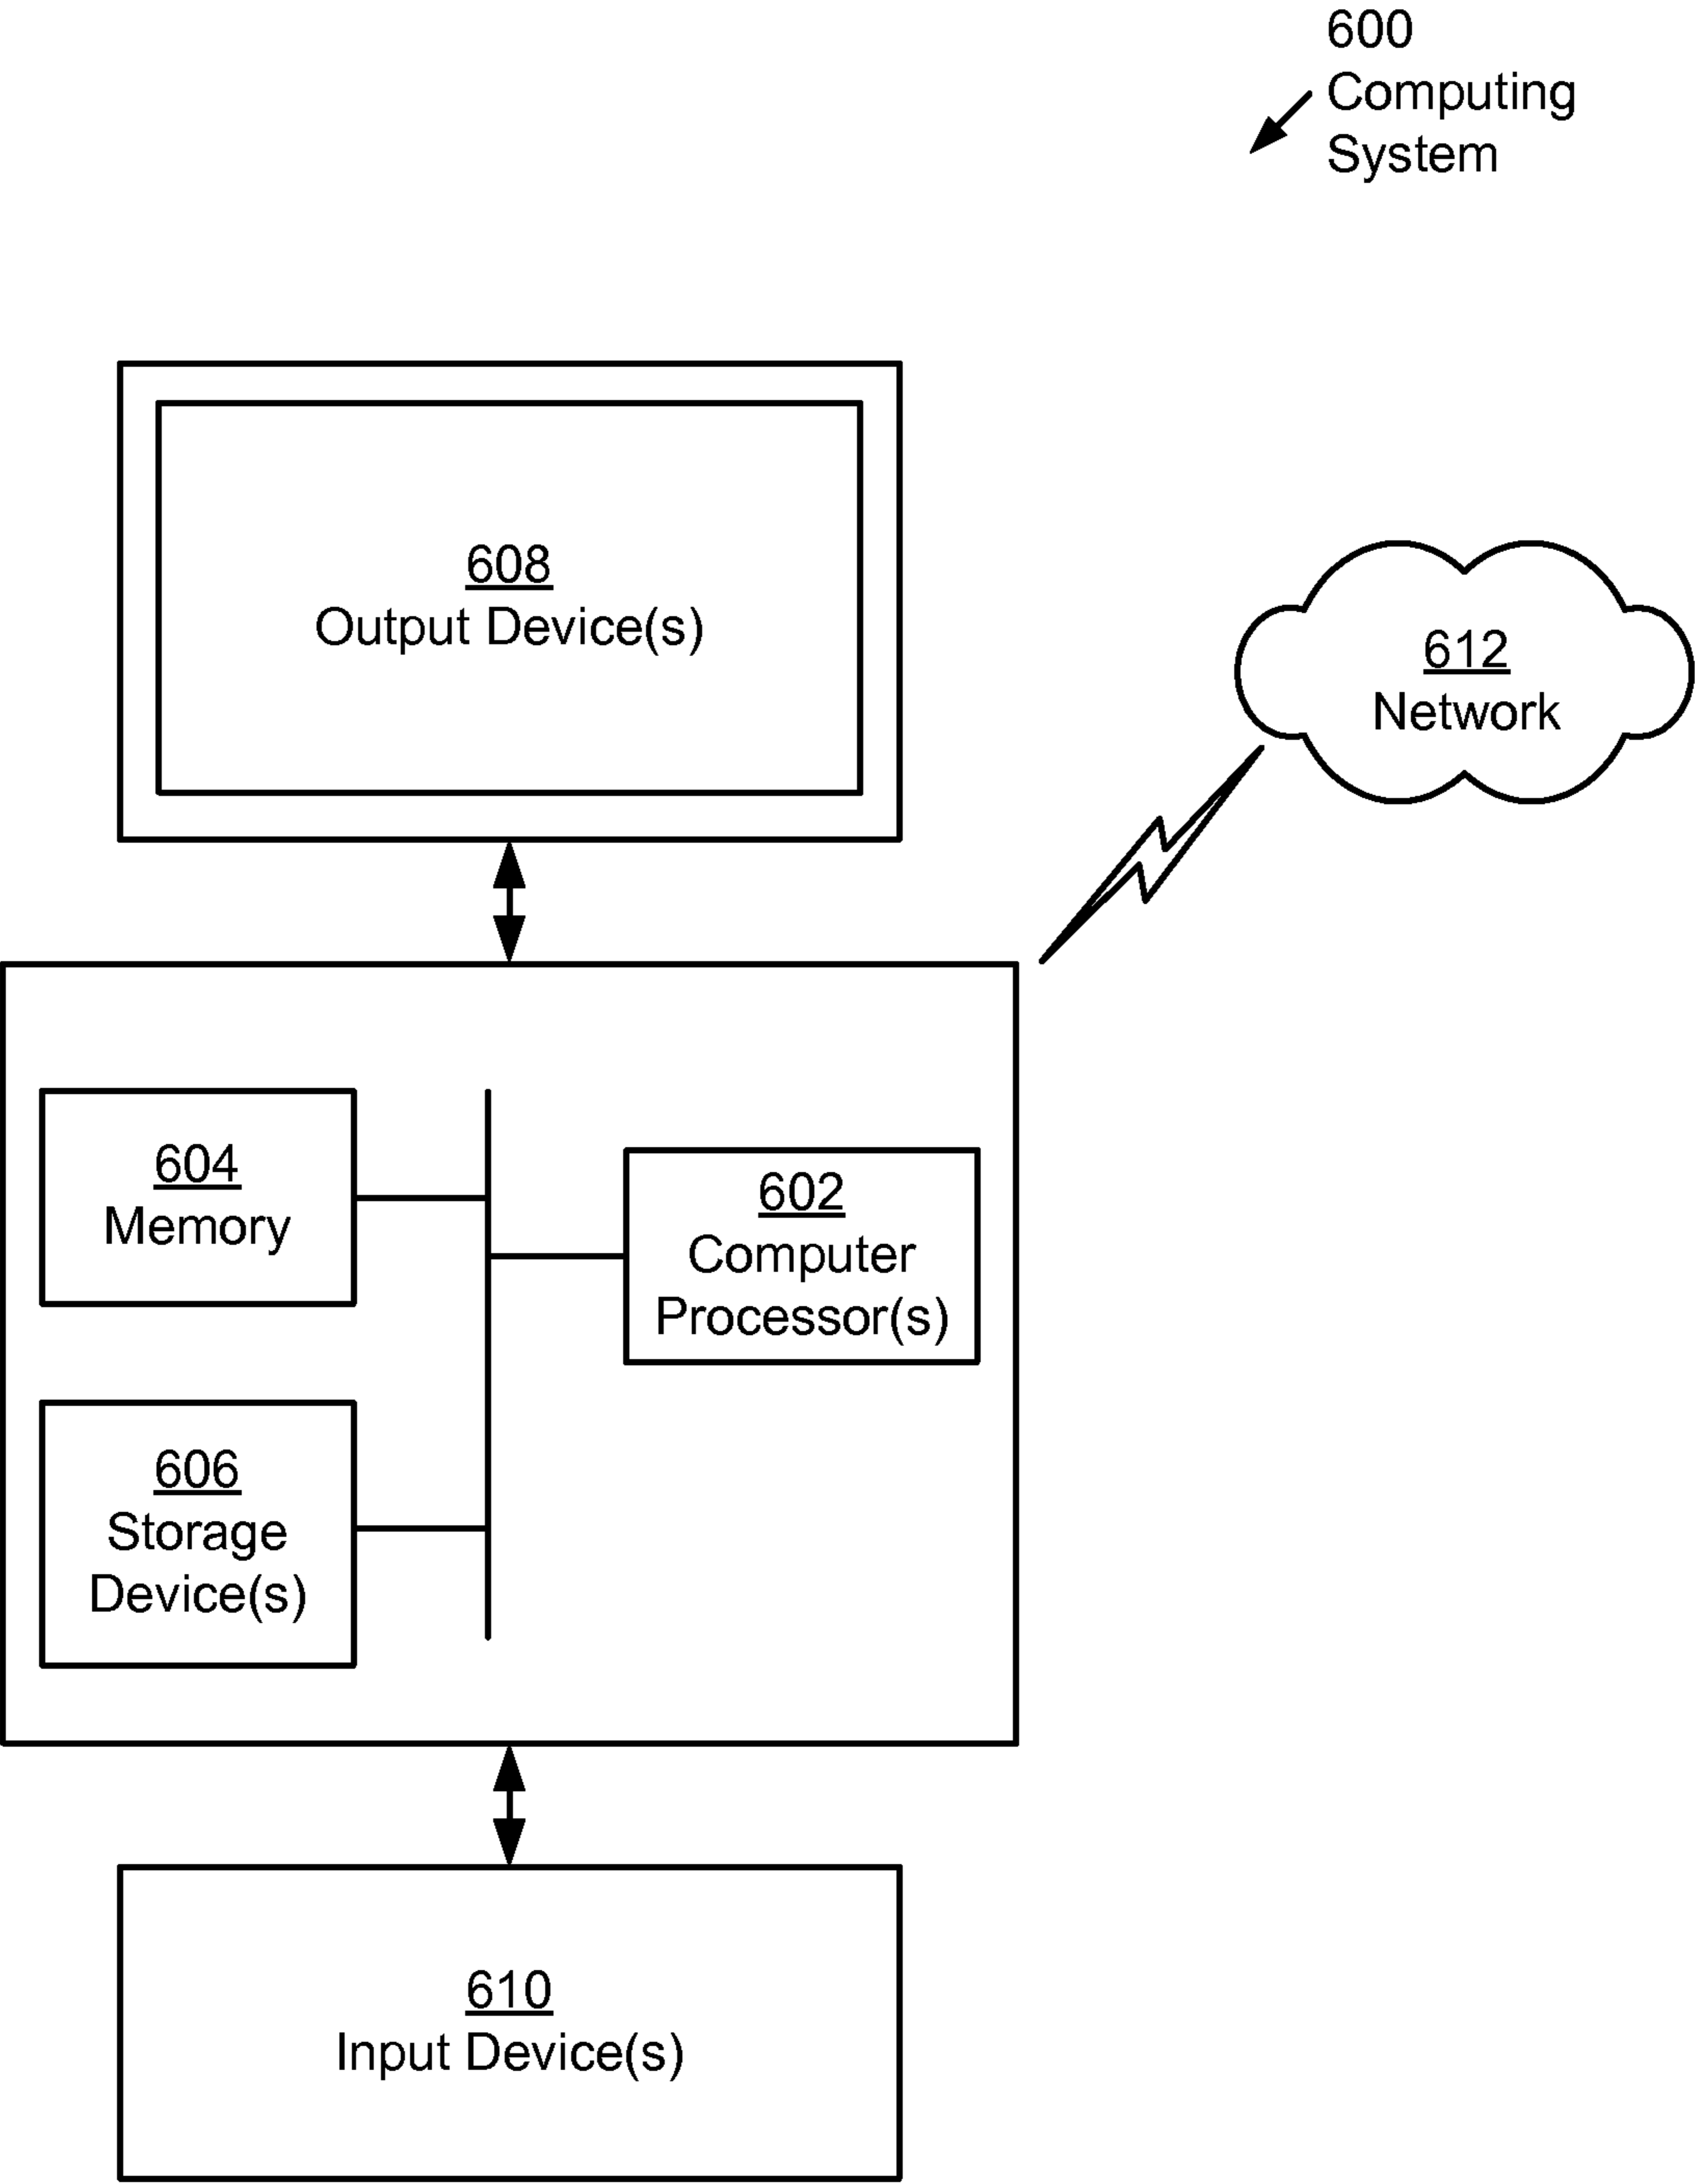 600
Computing
System
608
Output Device(s)
612
Network
604
Memory
602
Computer
Processor(s)
606
Storage
Device(s)
610
Input Device(s)